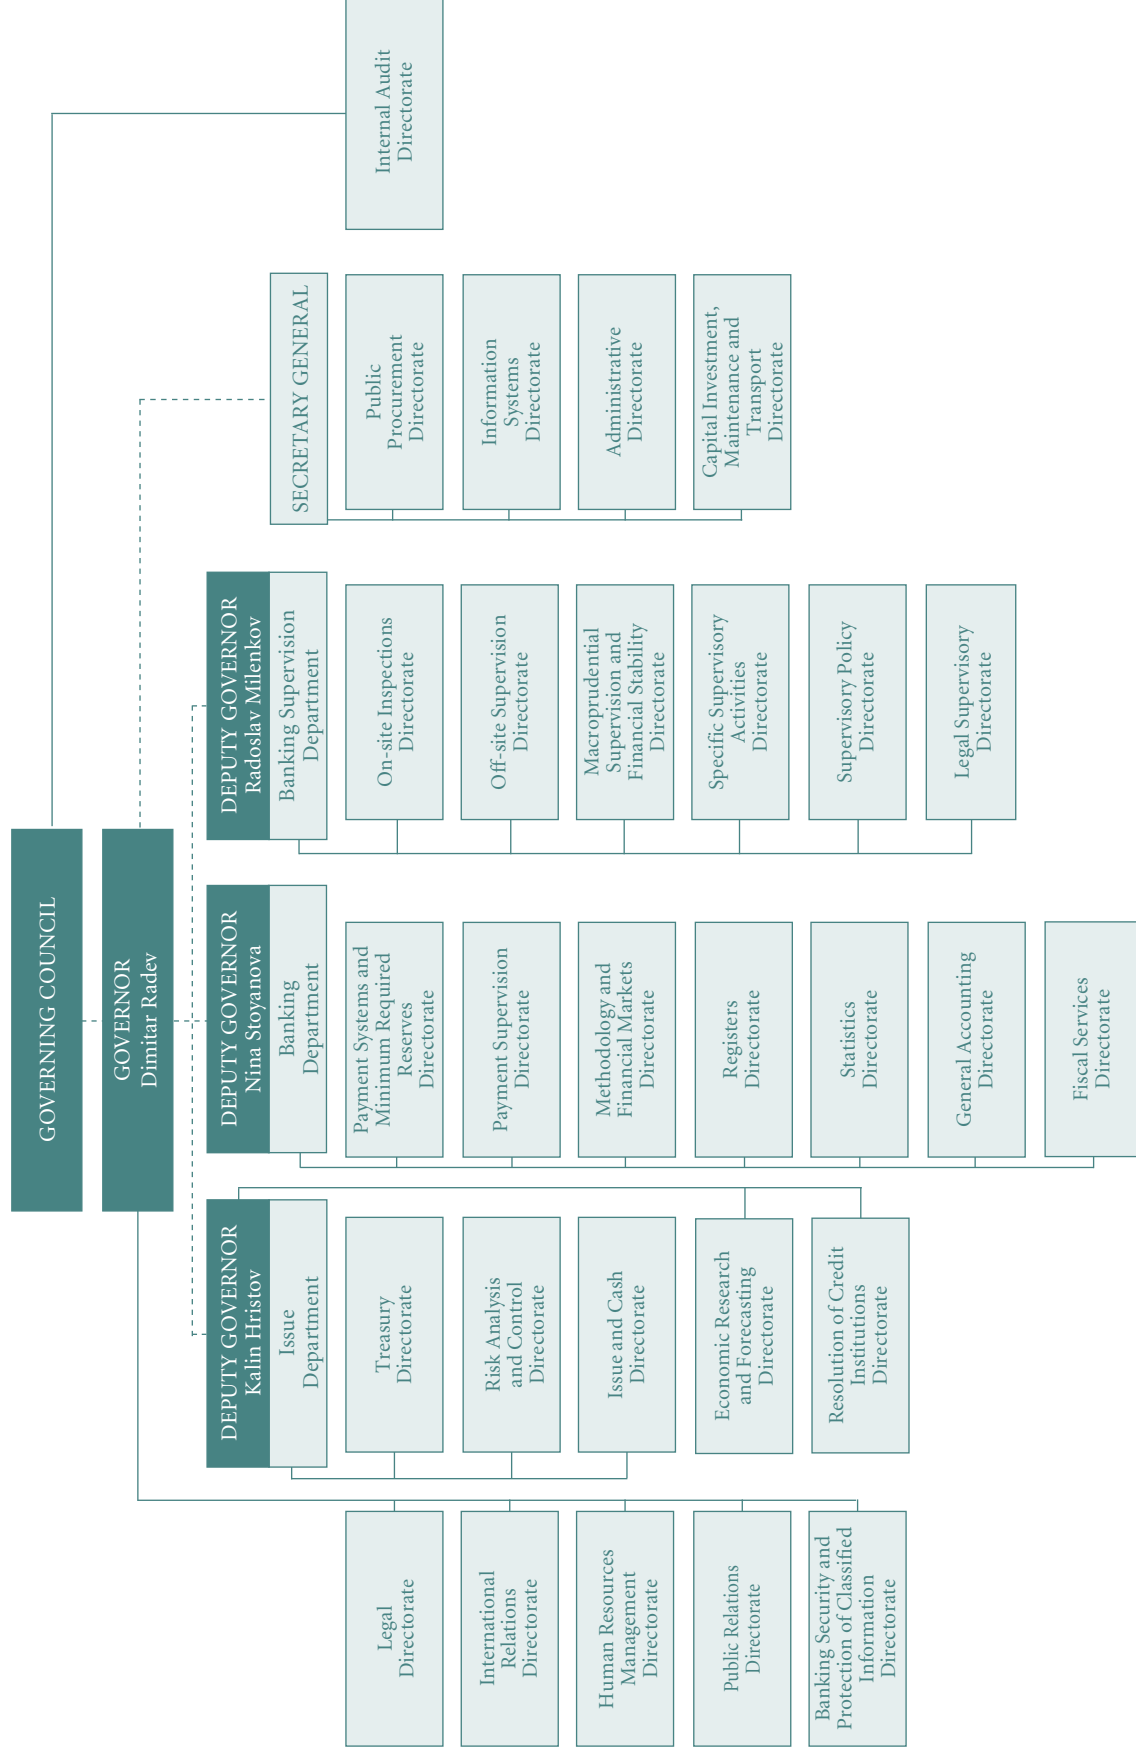 GOVERNING COUNCIL
GOVERNOR
Dimitar Radev
DEPUTY GOVERNOR
Kalin Hristov
Issue
Department
DEPUTY GOVERNOR
Nina Stoyanova
Banking
Department
DEPUTY GOVERNOR
Radoslav Milenkov
Banking Supervision
Department
SECRETARY GENERAL
Legal
Directorate
International
Relations
Directorate
Human Resources
Management
Directorate
Public Relations
Directorate
Banking Security and
Protection of Classified
Information
Directorate
Treasury
Directorate
Risk Analysis
and Control
Directorate
Issue and Cash
Directorate
Economic Research
and Forecasting
Directorate
Resolution of Credit
Institutions
Directorate
Payment Systems and
Minimum Required
Reserves
Directorate
Payment Supervision
Directorate
Methodology and
Financial Markets
Directorate
Registers
Directorate
Statistics
Directorate
General Accounting
Directorate
Fiscal Services
Directorate
On-site Inspections
Directorate
Off-site Supervision
Directorate
Macroprudential
Supervision and
Financial Stability
Directorate
Specific Supervisory
Activities
Directorate
Supervisory Policy
Directorate
Legal Supervisory
Directorate
Public
Procurement
Directorate
Information
Systems
Directorate
Administrative
Directorate
Capital Investment,
Maintenance and
Transport
Directorate
Internal Audit
Directorate